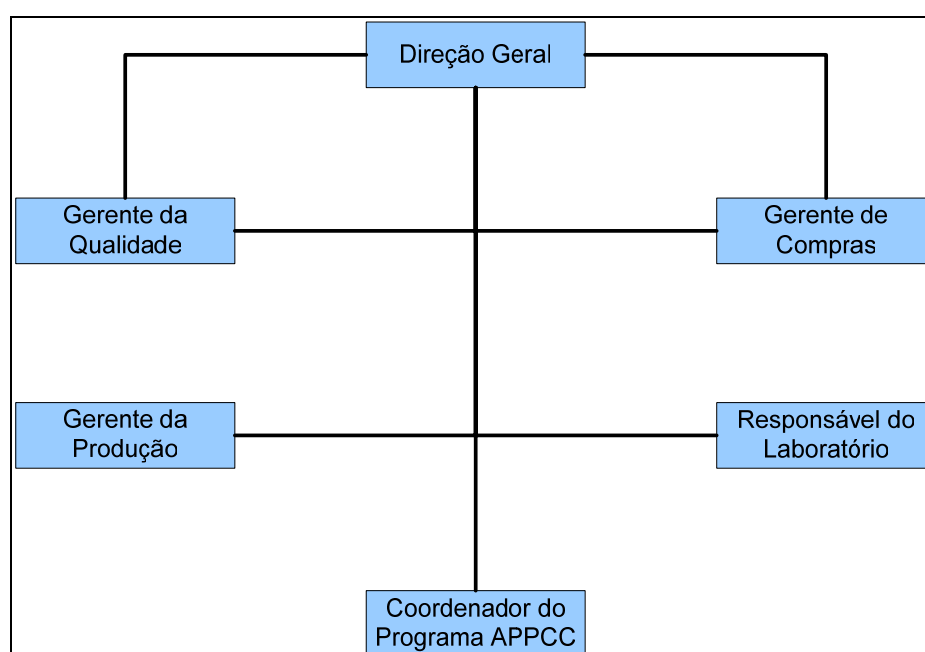 Direção Geral
Gerente da
Qualidade
Gerente de
Compras
Gerente da
Produção
Responsável do
Laboratório
Coordenador do
Programa APPCC